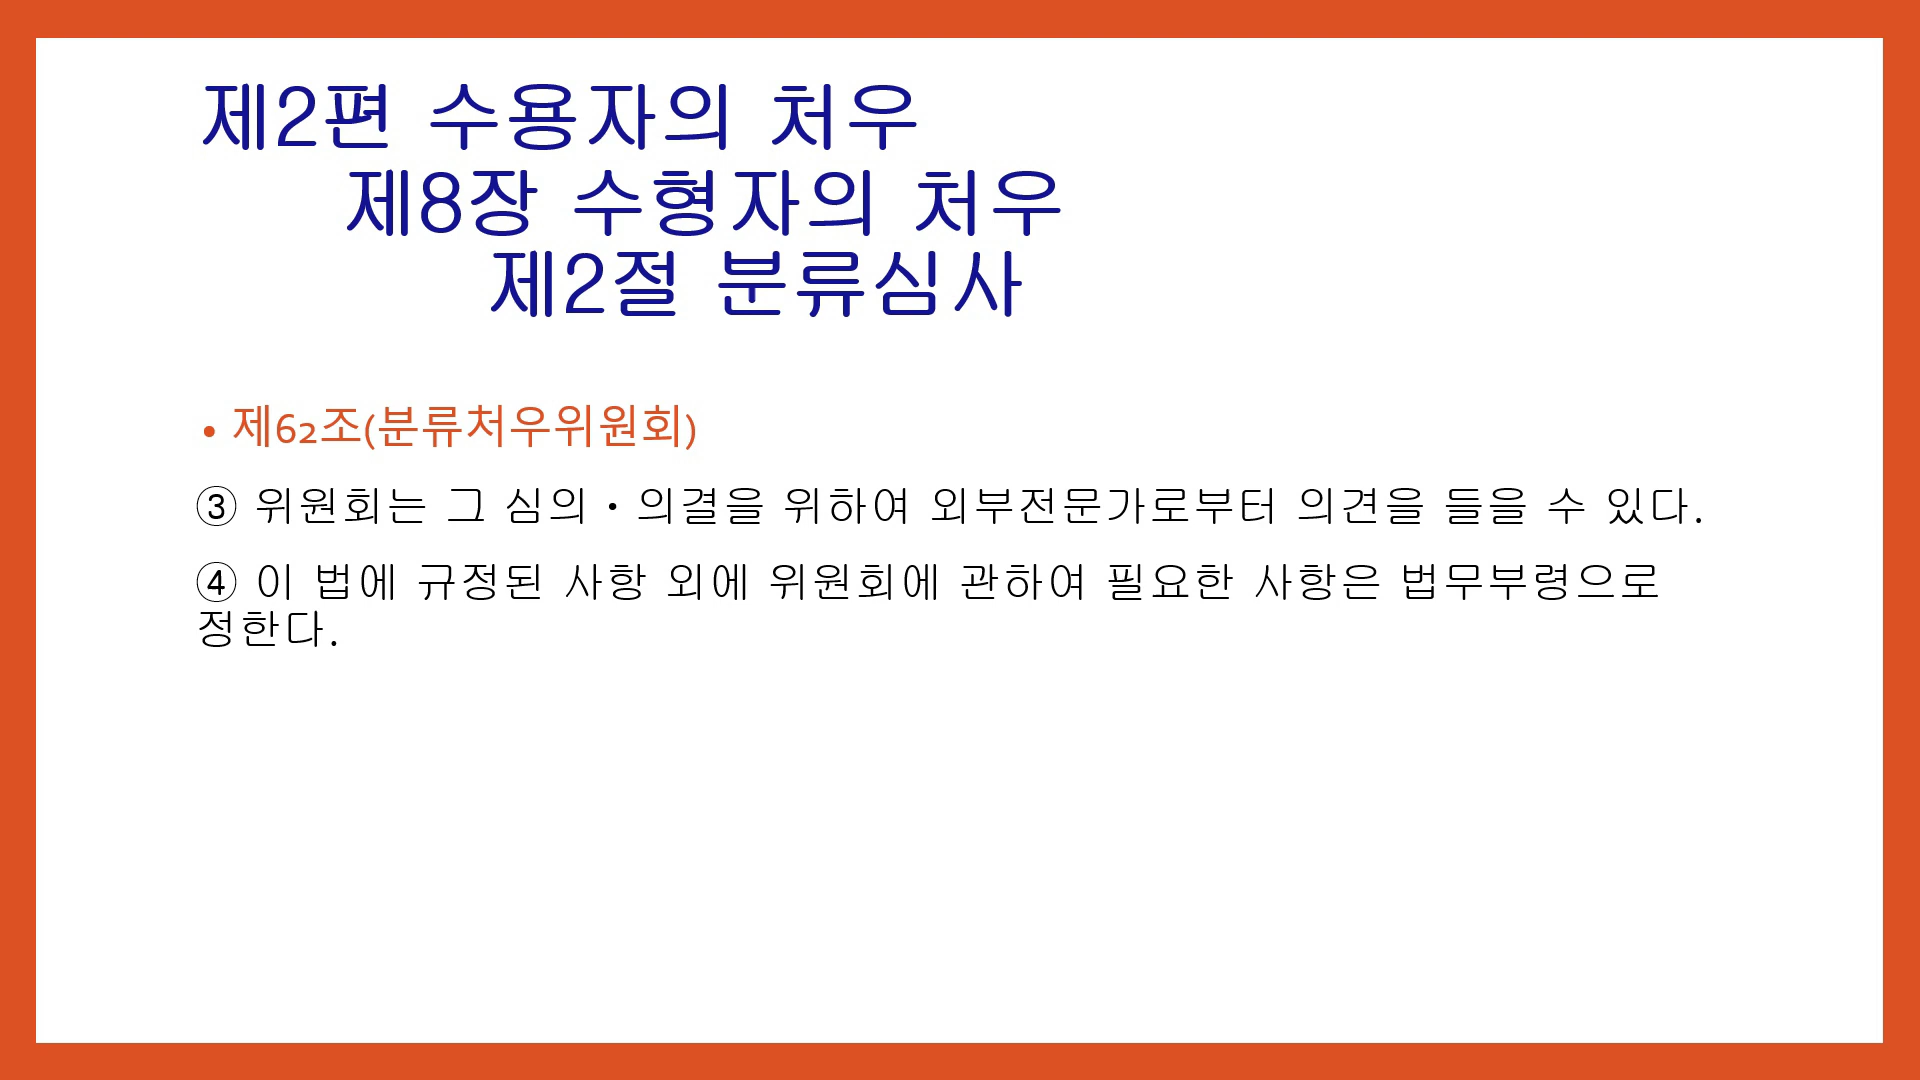 제2편 수용자의 처우
제8장 수형자의 처우
제2절 분류심사
• 제62조(분류처우위원회)
③ 위원회는 그 심의·의결을 위하여 외부전문가로부터 의견을 들을 수 있다.
④ 이 법에 규정된 사항 외에 위원회에 관하여 필요한 사항은 법무부령으로
정한다.